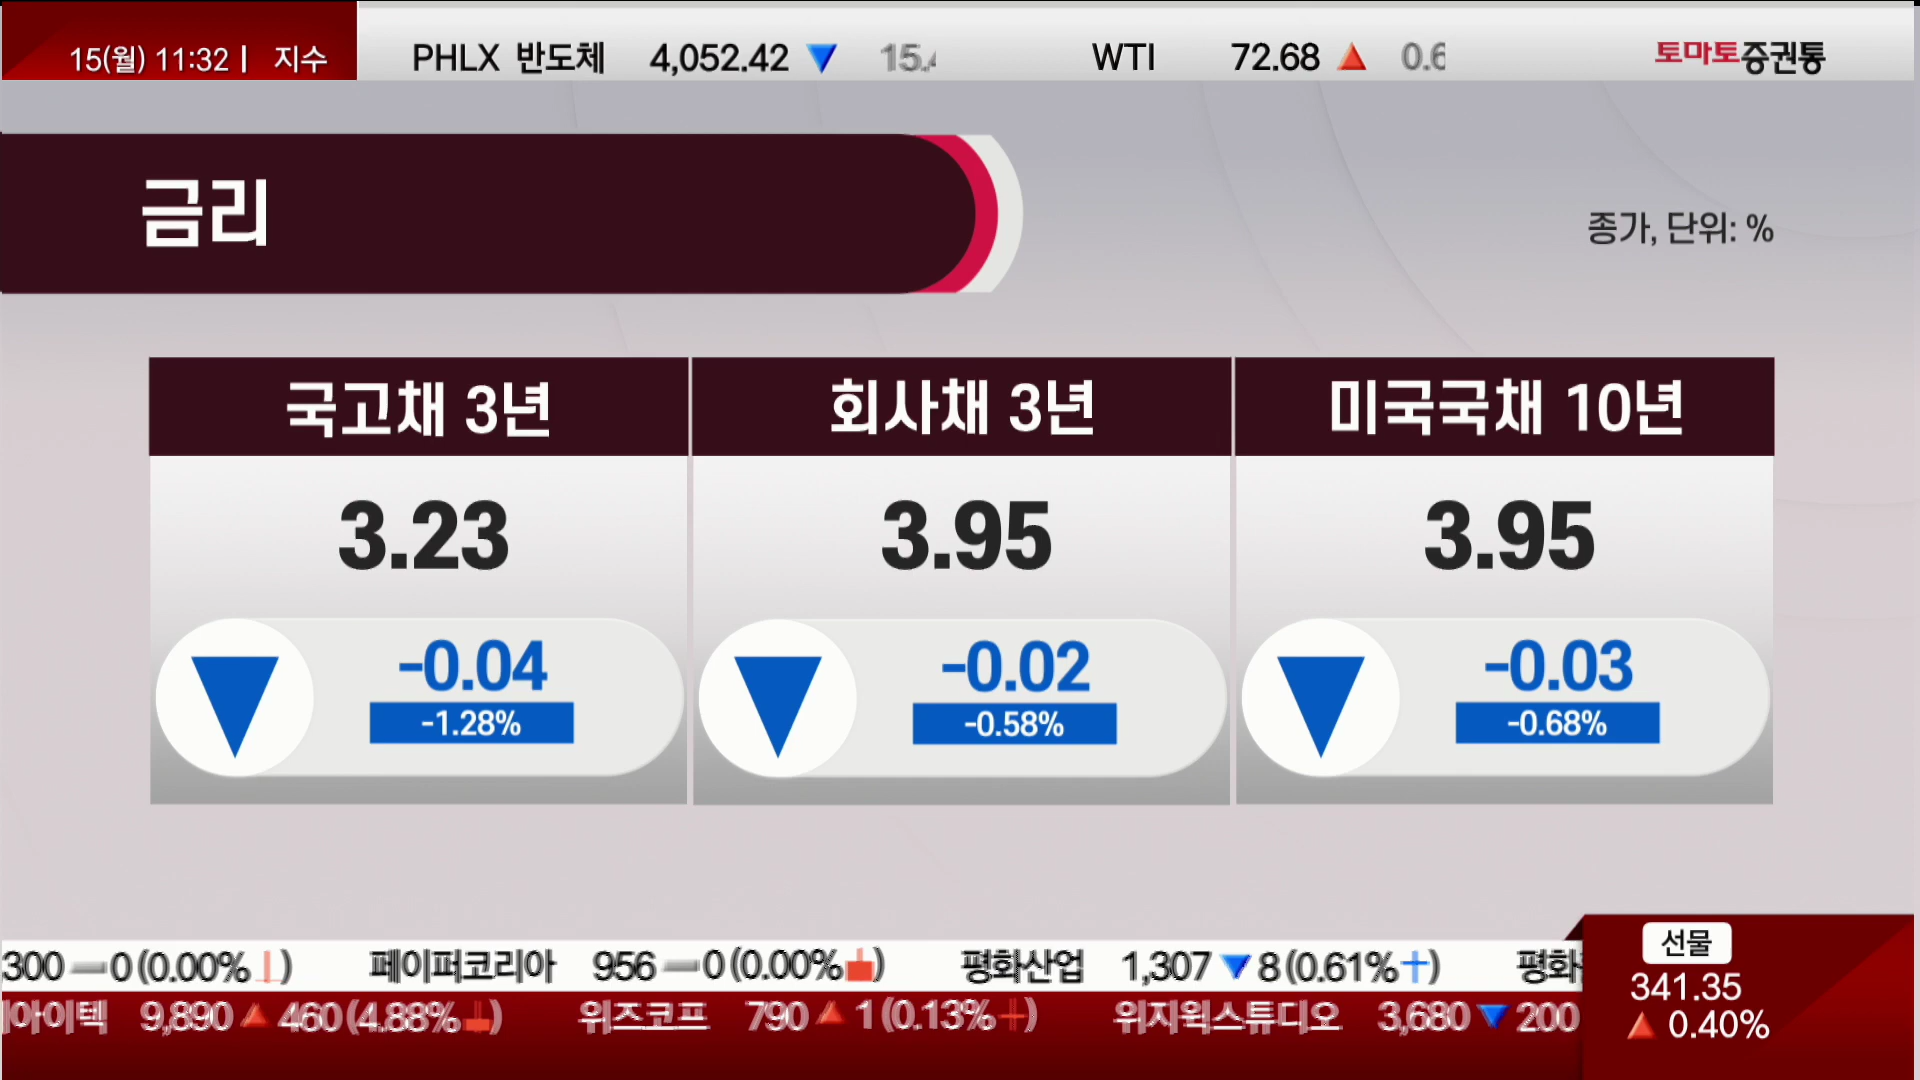 15(월) 11:32 | 지수 PHLX 반도체 4,052.42 ▼ WTI 72.68 ▲ 토마토증권통
금리
종가, 단위: %
국고채 3년 회사채 3년 미국국채 10년
3.23 3.95 3.95
-0.04 -0.02 -0.03
-1.28% -0.58% -0.68%
300 0(0.00% ) 페이퍼코리아 956 0(0.00% ) 평화산업 1,307 ▼ 8(0.61% ) 평화
아이텍 9,890 ▲ 460(4.88% ) 위즈코프 790 ▲ 1(0.13% ) 위지윅스튜디오 3,680 ▼ 200
선물
341.35
▲ 0.40%